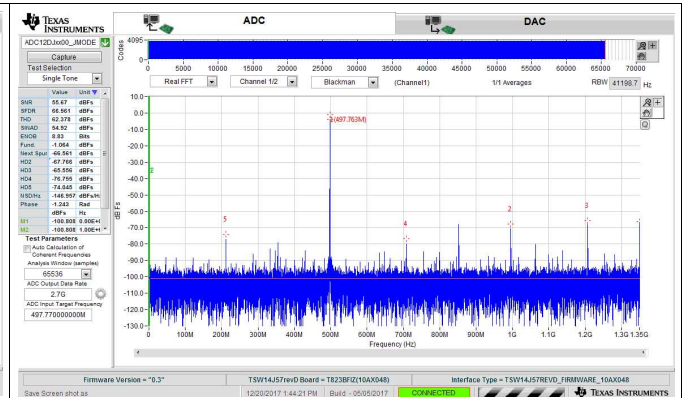 TEXAS INSTRUMENTS
ADC
DAC
ADC12DJxx00_JMODE
Capture
Test Selection
Single Tone
Value Unit
SNR 55.67 dBFs
SFDR 66.561 dBFs
THD 62.378 dBFs
SINAD 54.92 dBFs
ENOB 8.83 Bits
Fund. -1.064 dBFs
Next Spur -66.561 dBFs
HD2 -67.766 dBFs
HD3 -65.556 dBFs
HD4 -76.755 dBFs
HD5 -74.045 dBFs
NSD/Hz -146.957 dBFs/H
Phase -1.243 Rad
dBFs Hz
M1 -100.808 0.00E+
M2 -100.808 1.00E+
Test Parameters
Auto Calculation of
Coherent Frequencies
Analysis Window (samples)
65536
ADC Output Data Rate
2.7G
ADC Input Target Frequency
497.77000000M
Codes
4095
0
0 5000 10000 15000 20000 25000 30000 35000 40000 45000 50000 55000 60000 65000 70000
Real FFT Channel 1/2 Blackman (Channel1) 1/1 Averages RBW 41198.7 Hz
10.0
0.0
-10.0
-20.0
-30.0
-40.0
-50.0
-60.0
-70.0
-80.0
-90.0
-100.0
-110.0
-120.0
-130.0
dBFs
(497.763M)
2
5
4
2
3
0 100M 200M 300M 400M 500M 600M 700M 800M 900M 1G 1.1G 1.2G 1.3G 1.35G
Frequency (Hz)
Firmware Version = "0.3" TSW14J57revD Board = T823BFIZ(10AX048) Interface Type = TSW14J57REVD_FIRMWARE_10AX048
Save Screen shot as 12/20/2017 1:44:21 PM Build - 05/05/2017 CONNECTED TEXAS INSTRUMENTS